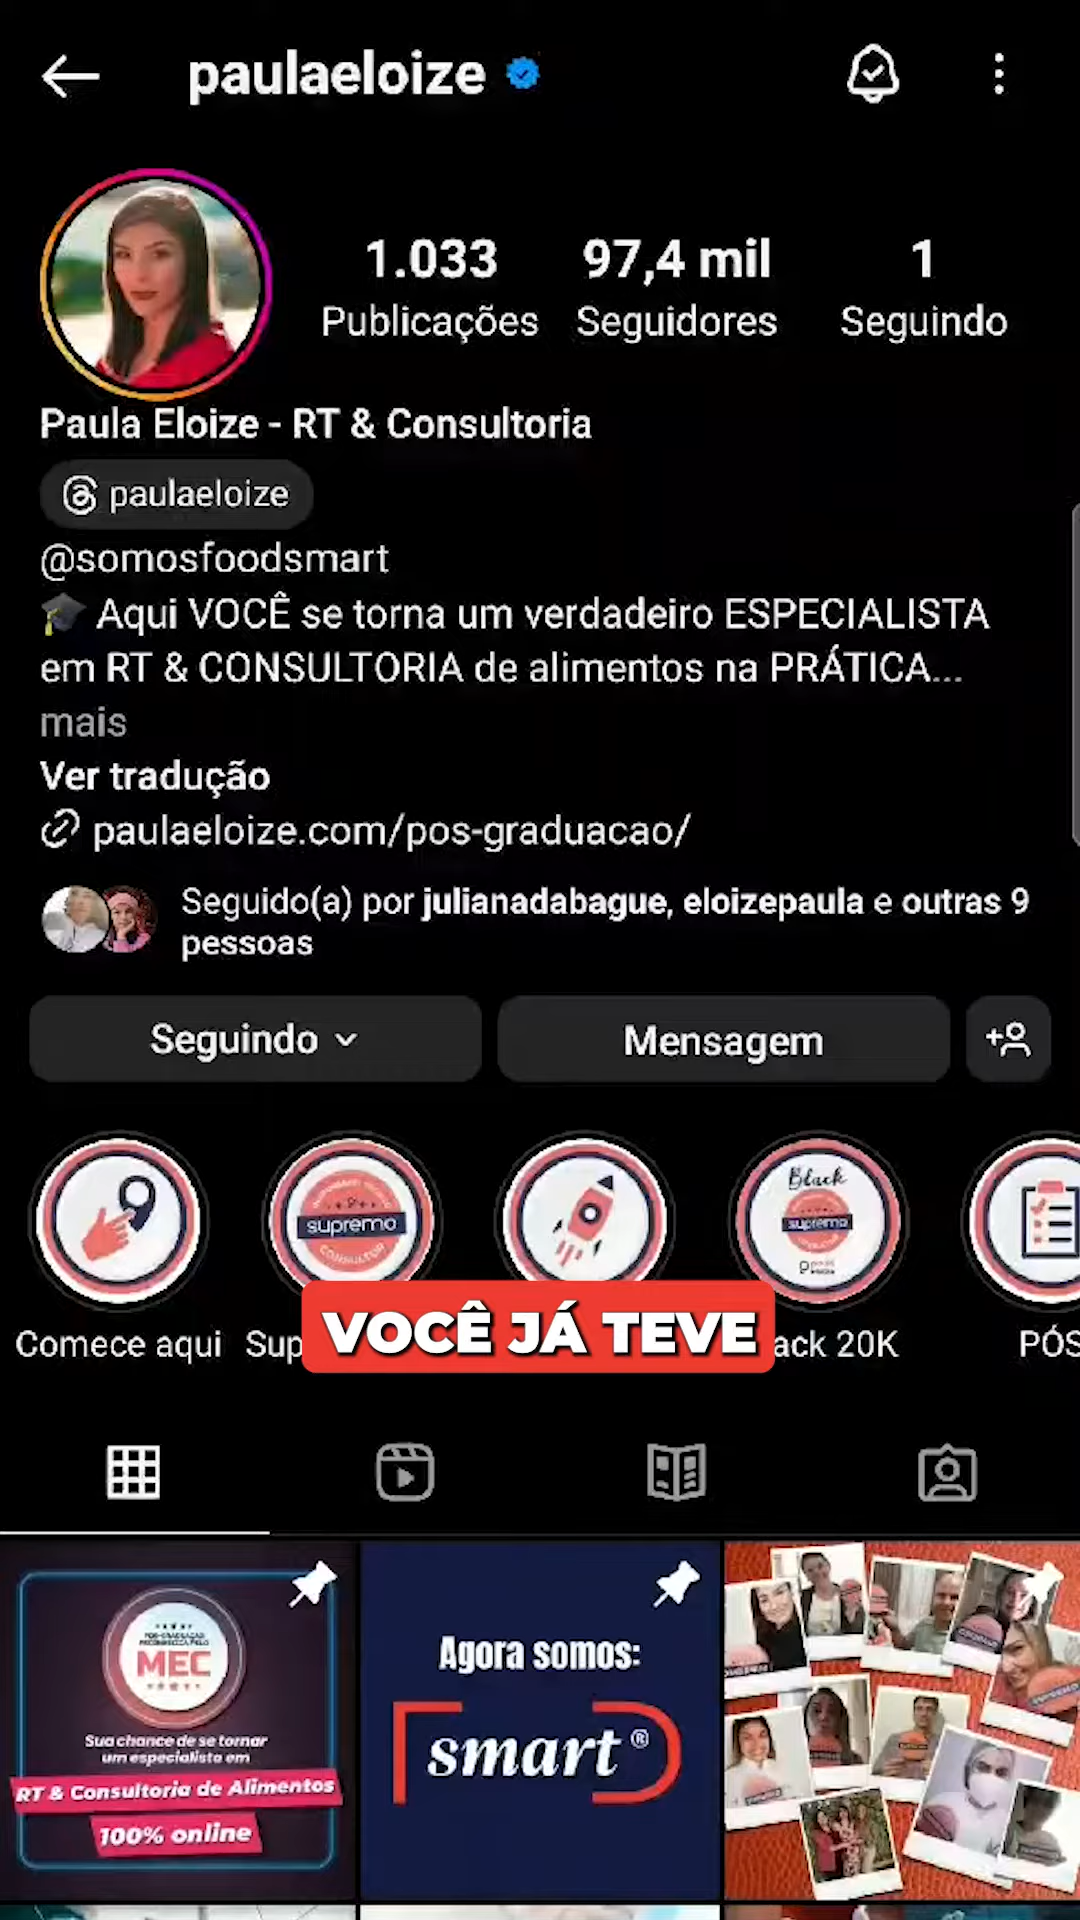 paulaeloize
1.033
Publicações
97,4 mil
Seguidores
1
Seguindo
Paula Eloize - RT & Consultoria
paulaeloize
@somosfoodsmart
Aqui VOCÊ se torna um verdadeiro ESPECIALISTA
em RT & CONSULTORIA de alimentos na PRÁTICA...
mais
Ver tradução
paulaeloize.com/pos-graduacao/
Seguido(a) por julianadabague, eloizepaula e outras 9
pessoas
Seguindo
Mensagem
supremo
CONSULTOR
Black
supremo
VOCÊ JÁ TEVE
Comece aqui
Sup
ack 20K
PÓS
MEC
Sua chance de se tornar
um especialista em
RT & Consultoria de Alimentos
100% online
Agora somos:
smart®